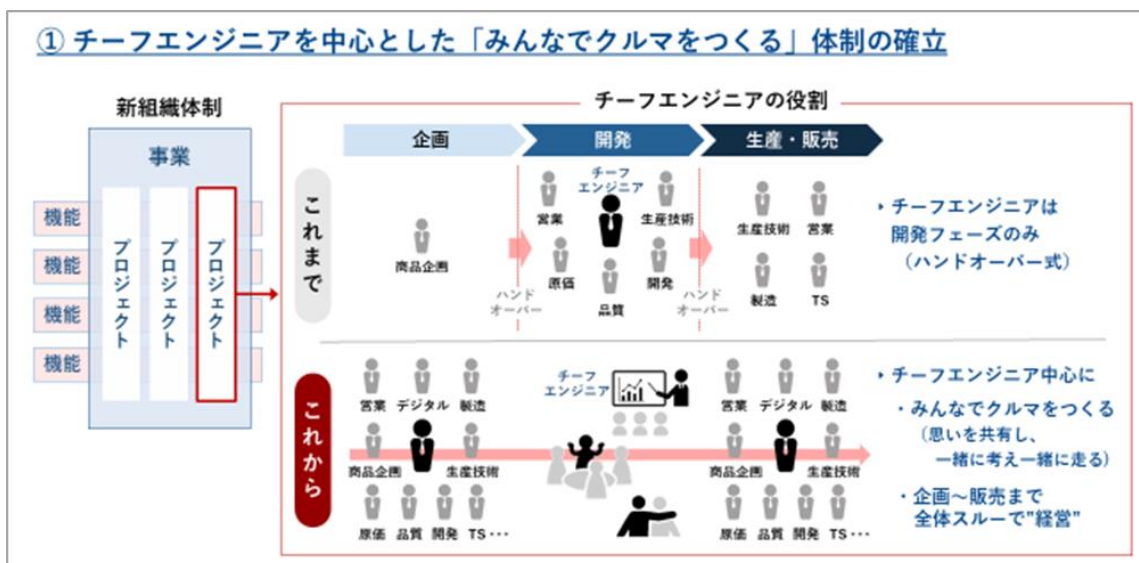 ① チーフエンジニアを中心とした「みんなでクルマをつくる」体制の確立
新組織体制
事業
機能
機能
機能
機能
プロジェクト
プロジェクト
プロジェクト
チーフエンジニアの役割
企画
開発
生産・販売
これまで
商品企画
ハンド
オーバー
営業
チーフ
エンジニア
生産技術
原価
品質
開発
ハンド
オーバー
生産技術
営業
製造
TS
▸ チーフエンジニアは
開発フェーズのみ
(ハンドオーバー式)
これから
営業 デジタル 製造
商品企画 生産技術
原価 品質 開発 TS・・・
チーフ
エンジニア
営業 デジタル 製造
商品企画 生産技術
原価 品質 開発 TS・・・
▸ チーフエンジニア中心に
・みんなでクルマをつくる
(思いを共有し、
一緒に考え一緒に走る)
・企画～販売まで
全体スルーで"経営"